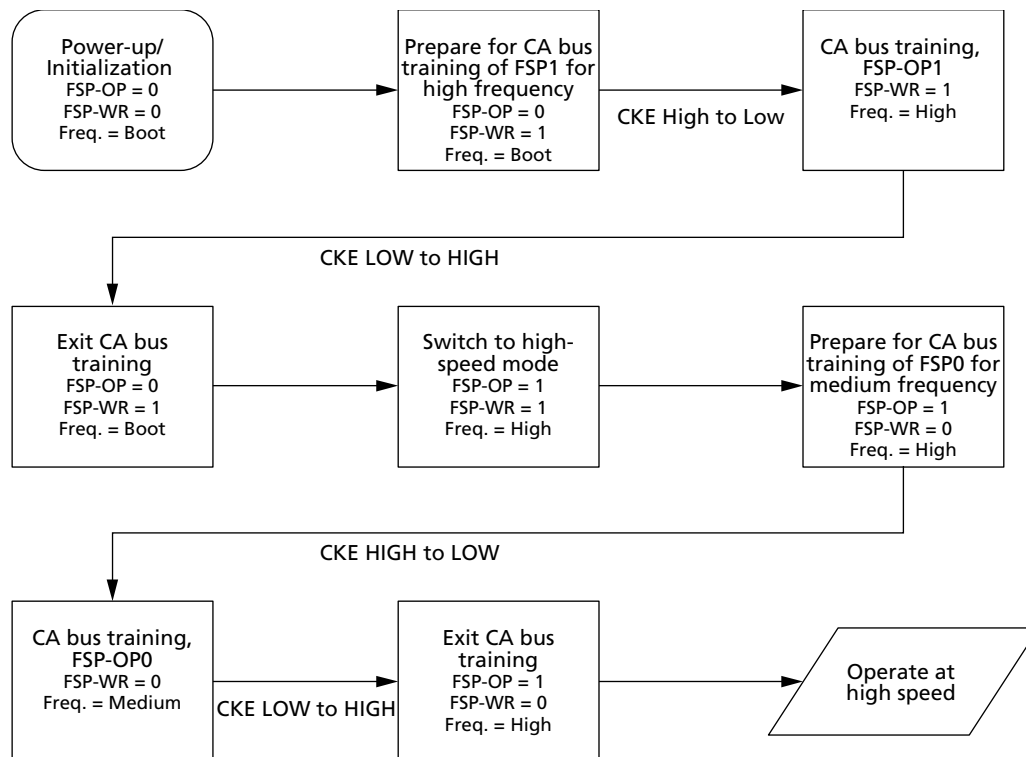 Power-up/
Initialization
FSP-OP = 0
FSP-WR = 0
Freq. = Boot
Prepare for CA bus
training of FSP1 for
high frequency
FSP-OP = 0
FSP-WR = 1
Freq. = Boot
CKE High to Low
CA bus training,
FSP-OP1
FSP-WR = 1
Freq. = High
CKE LOW to HIGH
Exit CA bus
training
FSP-OP = 0
FSP-WR = 1
Freq. = Boot
Switch to high-
speed mode
FSP-OP = 1
FSP-WR = 1
Freq. = High
Prepare for CA bus
training of FSP0 for
medium frequency
FSP-OP = 1
FSP-WR = 0
Freq. = High
CKE HIGH to LOW
CA bus training,
FSP-OP0
FSP-WR = 0
Freq. = Medium
CKE LOW to HIGH
Exit CA bus
training
FSP-OP = 1
FSP-WR = 0
Freq. = High
Operate at
high speed